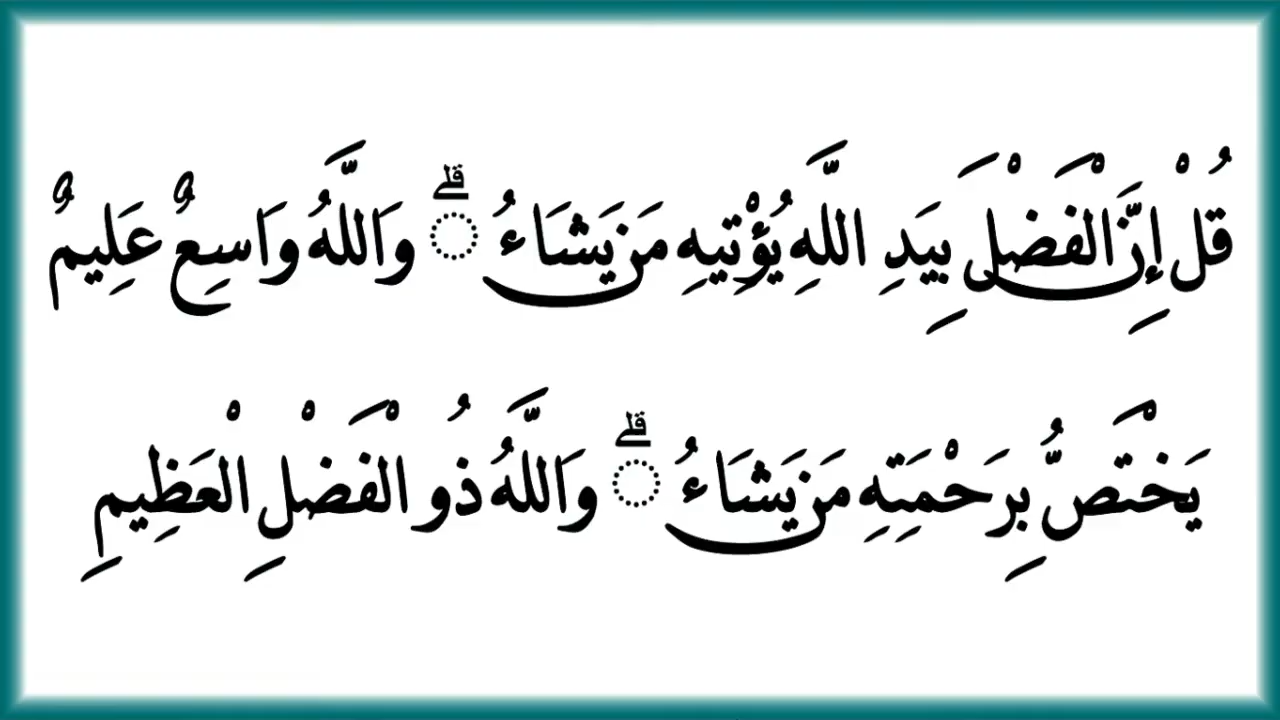 قُلْ إِنَّ الْفَضْلَ بِيَدِ اللَّهِ يُؤْتِيهِ مَن يَشَاءُ ۗ وَاللَّهُ وَاسِعٌ عَلِيمٌ
يَخْتَصُّ بِرَحْمَتِهِ مَن يَشَاءُ ۗ وَاللَّهُ ذُو الْفَضْلِ الْعَظِيمِ